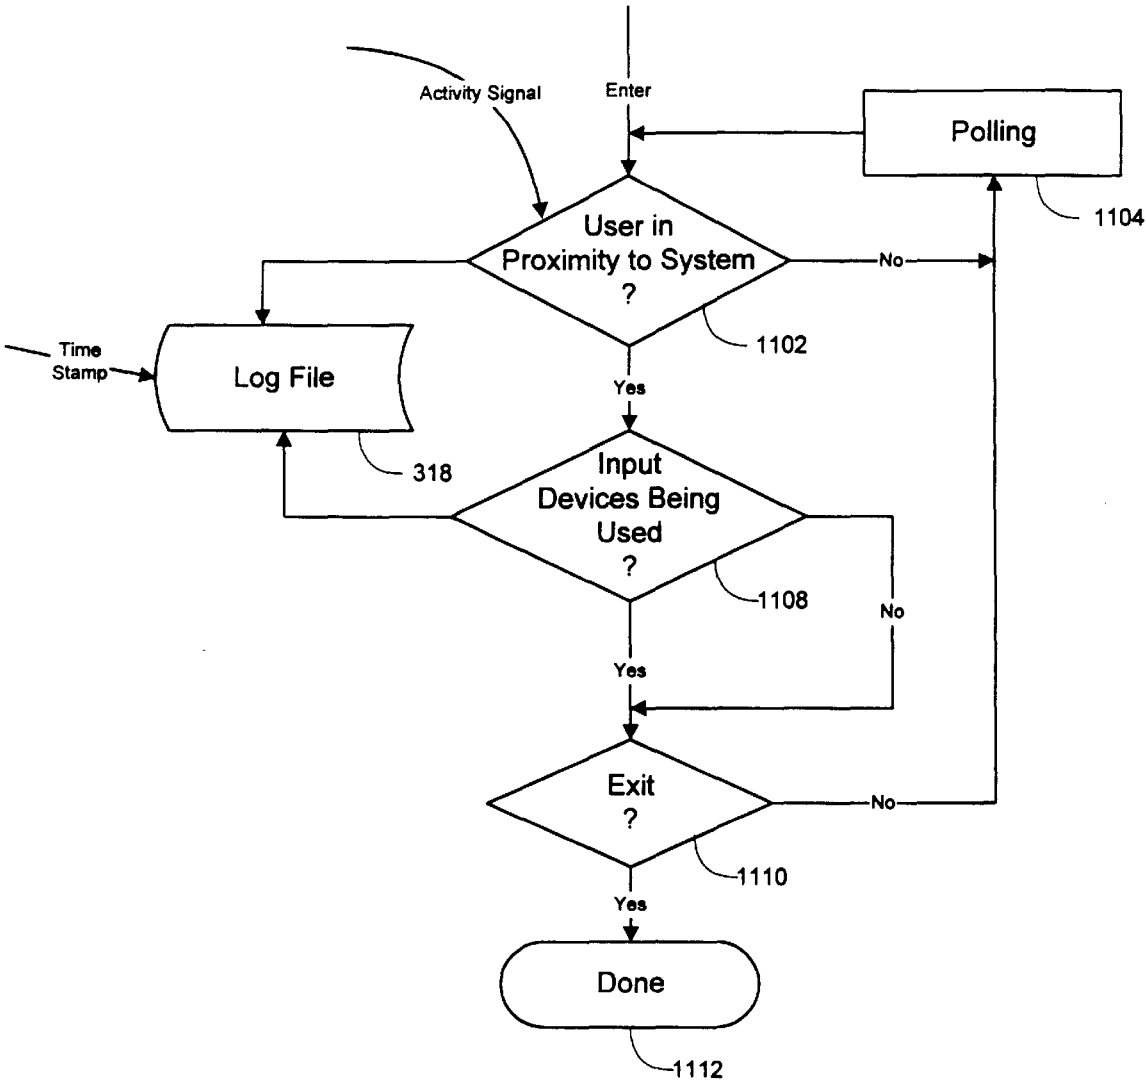 Activity Signal
Enter
Polling
1104
User in
Proximity to System
?
No
1102
Time
Stamp
Log File
318
Yes
Input
Devices Being
Used
?
1108
No
Yes
Exit
?
No
1110
Yes
Done
1112